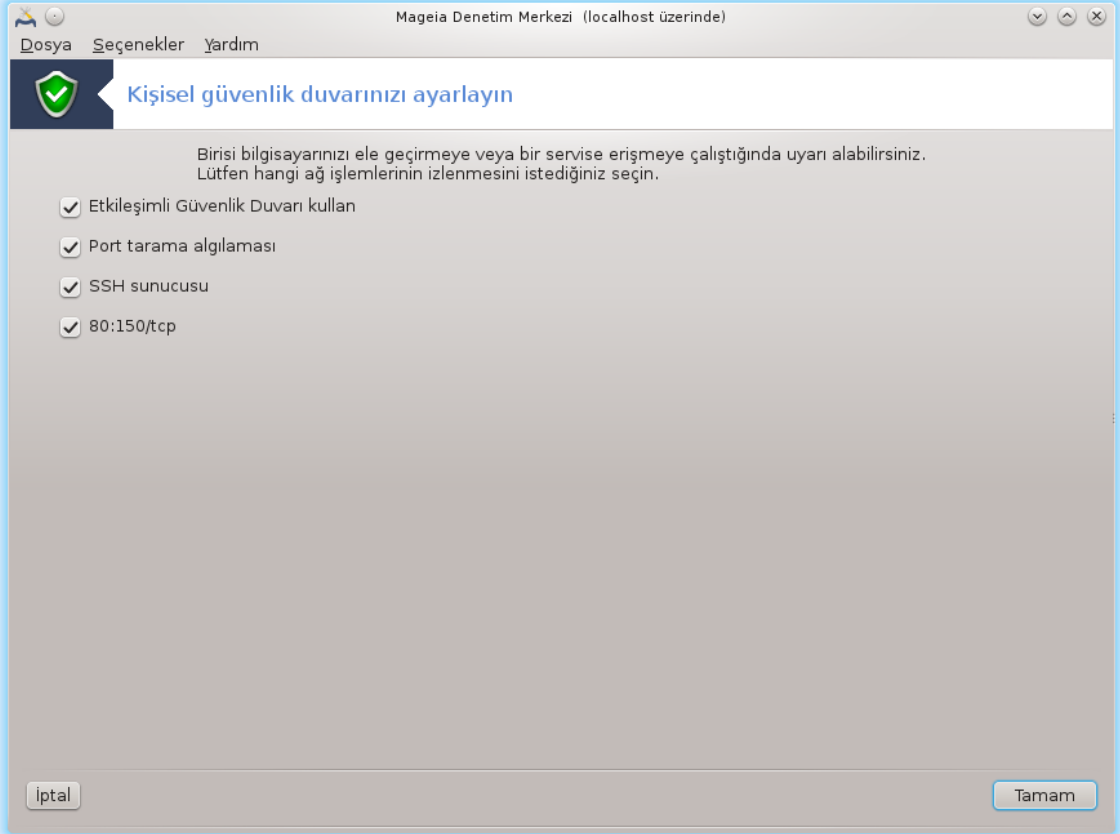 Mageia Denetim Merkezi (localhost üzerinde)
Dosya Seçenekler Yardım
Kişisel güvenlik duvarınızı ayarlayın
Birisi bilgisayarınızı ele geçirmeye veya bir servise erişmeye çalıştığında uyarı alabilirsiniz.
Lütfen hangi ağ işlemlerinin izlenmesini istediğiniz seçin.
Etkileşimli Güvenlik Duvarı kullan
Port tarama algılaması
SSH sunucusu
80:150/tcp
İptal Tamam